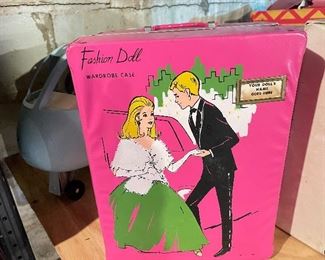 Fashion Doll
WARDROBE CASE
YOUR DOLL'S
NAME
GOES HERE